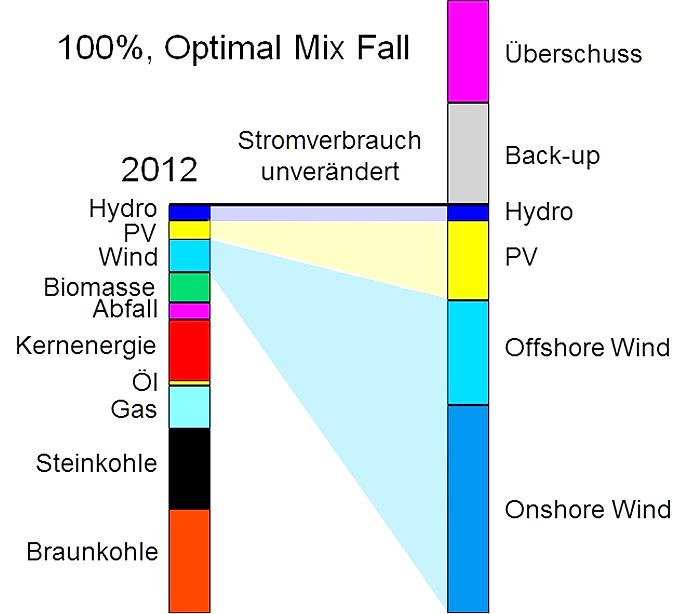 100%, Optimal Mix Fall
Überschuss
Stromverbrauch
unverändert
Back-up
2012
Hydro
PV
Wind
Biomasse
Abfall
Kernenergie
Öl
Gas
Steinkohle
Braunkohle
Hydro
PV
Offshore Wind
Onshore Wind